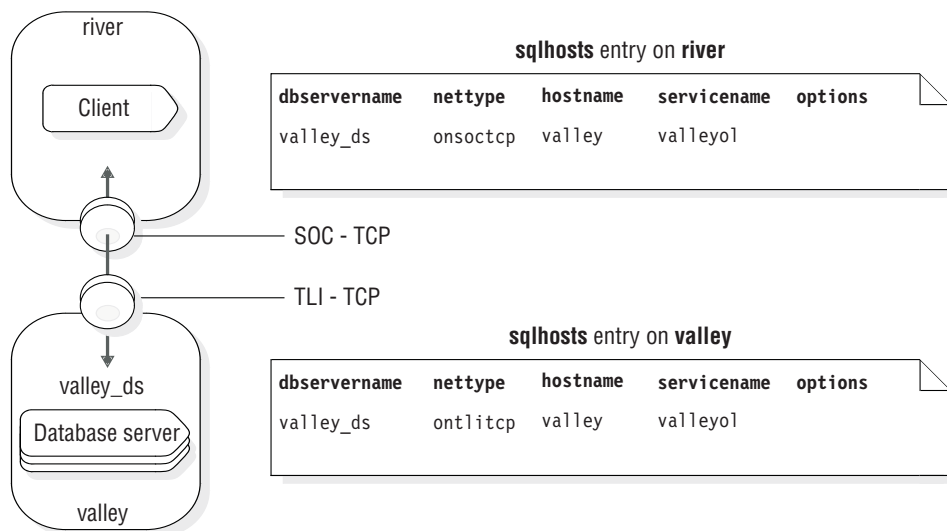 river
Client
sqlhosts entry on river
dbservername nettype hostname servicename options
valley_ds onsoctcp valley valleyol
SOC - TCP
TLI - TCP
sqlhosts entry on valley
dbservername nettype hostname servicename options
valley_ds ontlitcp valley valleyol
valley_ds
Database server
valley